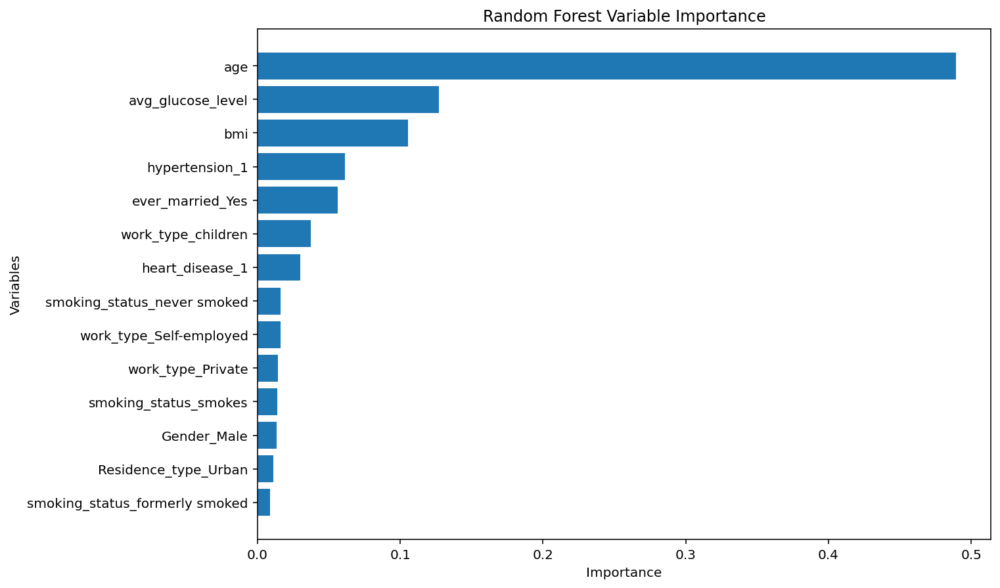 Random Forest Variable Importance
age
avg_glucose_level
bmi
hypertension_1
ever_married_Yes
work_type_children
heart_disease_1
smoking_status_never smoked
work_type_Self-employed
work_type_Private
smoking_status_smokes
Gender_Male
Residence_type_Urban
smoking_status_formerly smoked
Variables
0.0 0.1 0.2 0.3 0.4 0.5
Importance